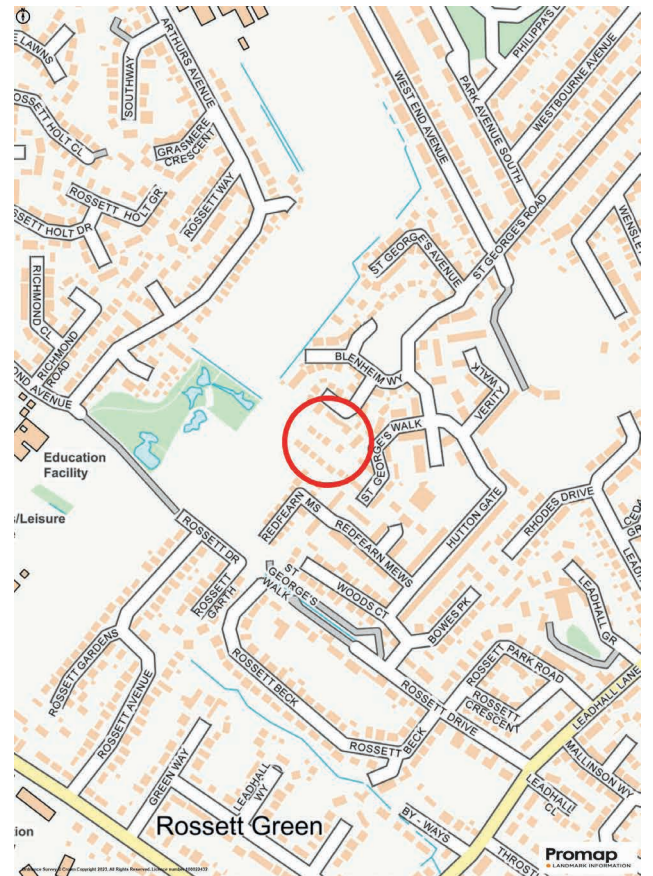 E LAWNS
SOUTHWAY
ARTHURS AVENUE
PHILIPPA'S
WEST END AVENUE
PARK AVENUE SOUTH
WESTBOURNE AVENUE
OSSETT HOLT CL
GRASMERE
CRESCENT
ROSSETT HOLT GR
ROSSETT WAY
SSETT HOLT DR
ST GEORGE'S AVENUE
ST GEORGE'S ROAD
WENSLE
RICHMOND
CL
RICHMOND
ROAD
OND AVENUE
BLENHEIM WY
VERITY
WALK
ST GEORGE'S WALK
Education
Facility
s/Leisure
REDFEARN
MS
REDFEARN MEWS
HUTTON GATE
RHODES DRIVE
LEADH
ROSSETT DR
ROSSETT
GARTH
ST
GEORGE'S
WALK
WOODS CT
BOWES PK
LEADHALL GR
ROSSETT GARDENS
ROSSETT AVENUE
ROSSETT BECK
ROSSETT BECK
ROSSETT DRIVE
ROSSETT
PARK ROAD
ROSSETT
CRESCENT
LEADHALL LANE
MALLINSON WY
GREEN WAY
LEADHALL
WY
LEADHALL
CL
BY - WAYS
THROST
ion
Rossett Green
Promap
LANDMARK INFORMATION